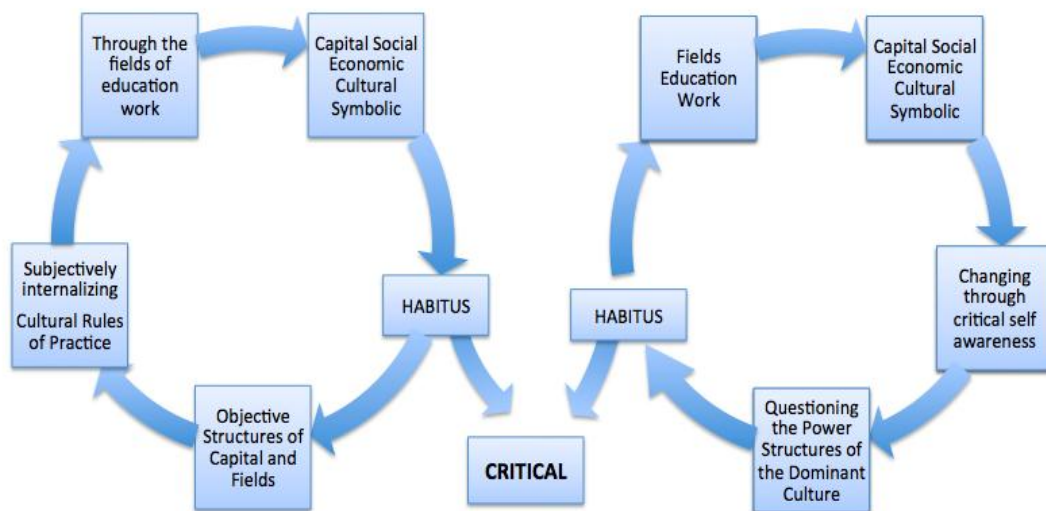 Through the
fields of
education
work
Capital Social
Economic
Cultural
Symbolic
HABITUS
Objective
Structures of
Capital and
Fields
Subjectively
internalizing
Cultural Rules
of Practice
CRITICAL
Fields
Education
Work
Capital Social
Economic
Cultural
Symbolic
Changing
through
critical self
awareness
Questioning
the Power
Structures of
the Dominant
Culture
HABITUS